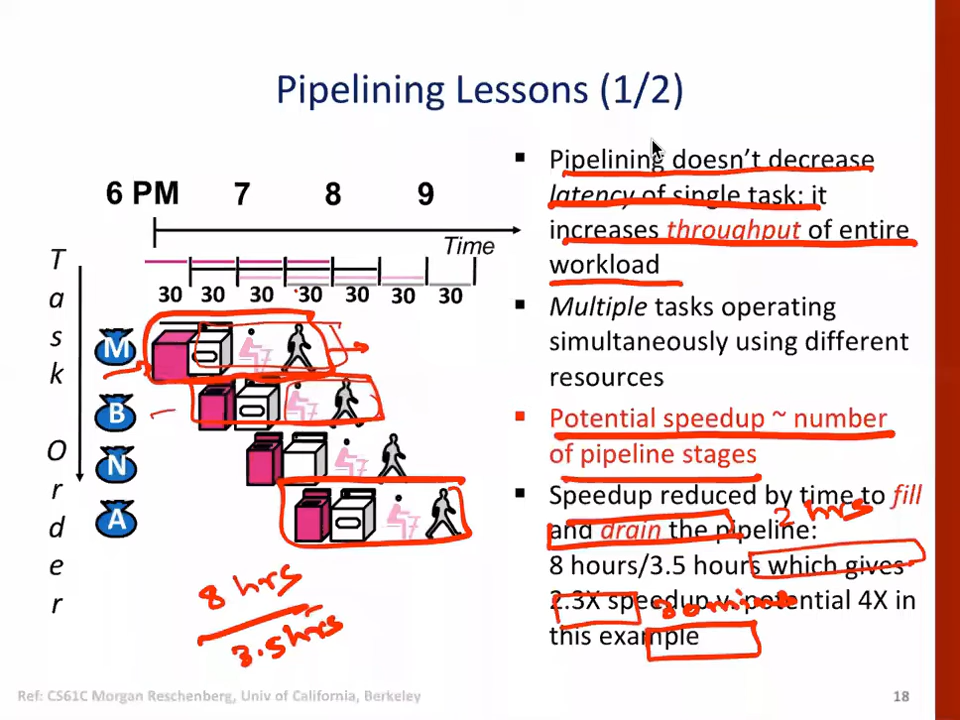 Pipelining Lessons (1/2)
6 PM 7 8 9
Time
30 30 30 30 30 30 30
Task Order
M
B
N
A
8 hrs
3.5 hrs
▪ Pipelining doesn't decrease
latency of single task; it
increases throughput of entire
workload
▪ Multiple tasks operating
simultaneously using different
resources
▪ Potential speedup ~ number
of pipeline stages
▪ Speedup reduced by time to fill
and drain the pipeline:
2 hrs
8 hours/3.5 hours which gives
2.3X speedup v. potential 4X in
30 mins
this example
Ref: CS61C Morgan Reschenberg, Univ of California, Berkeley
18